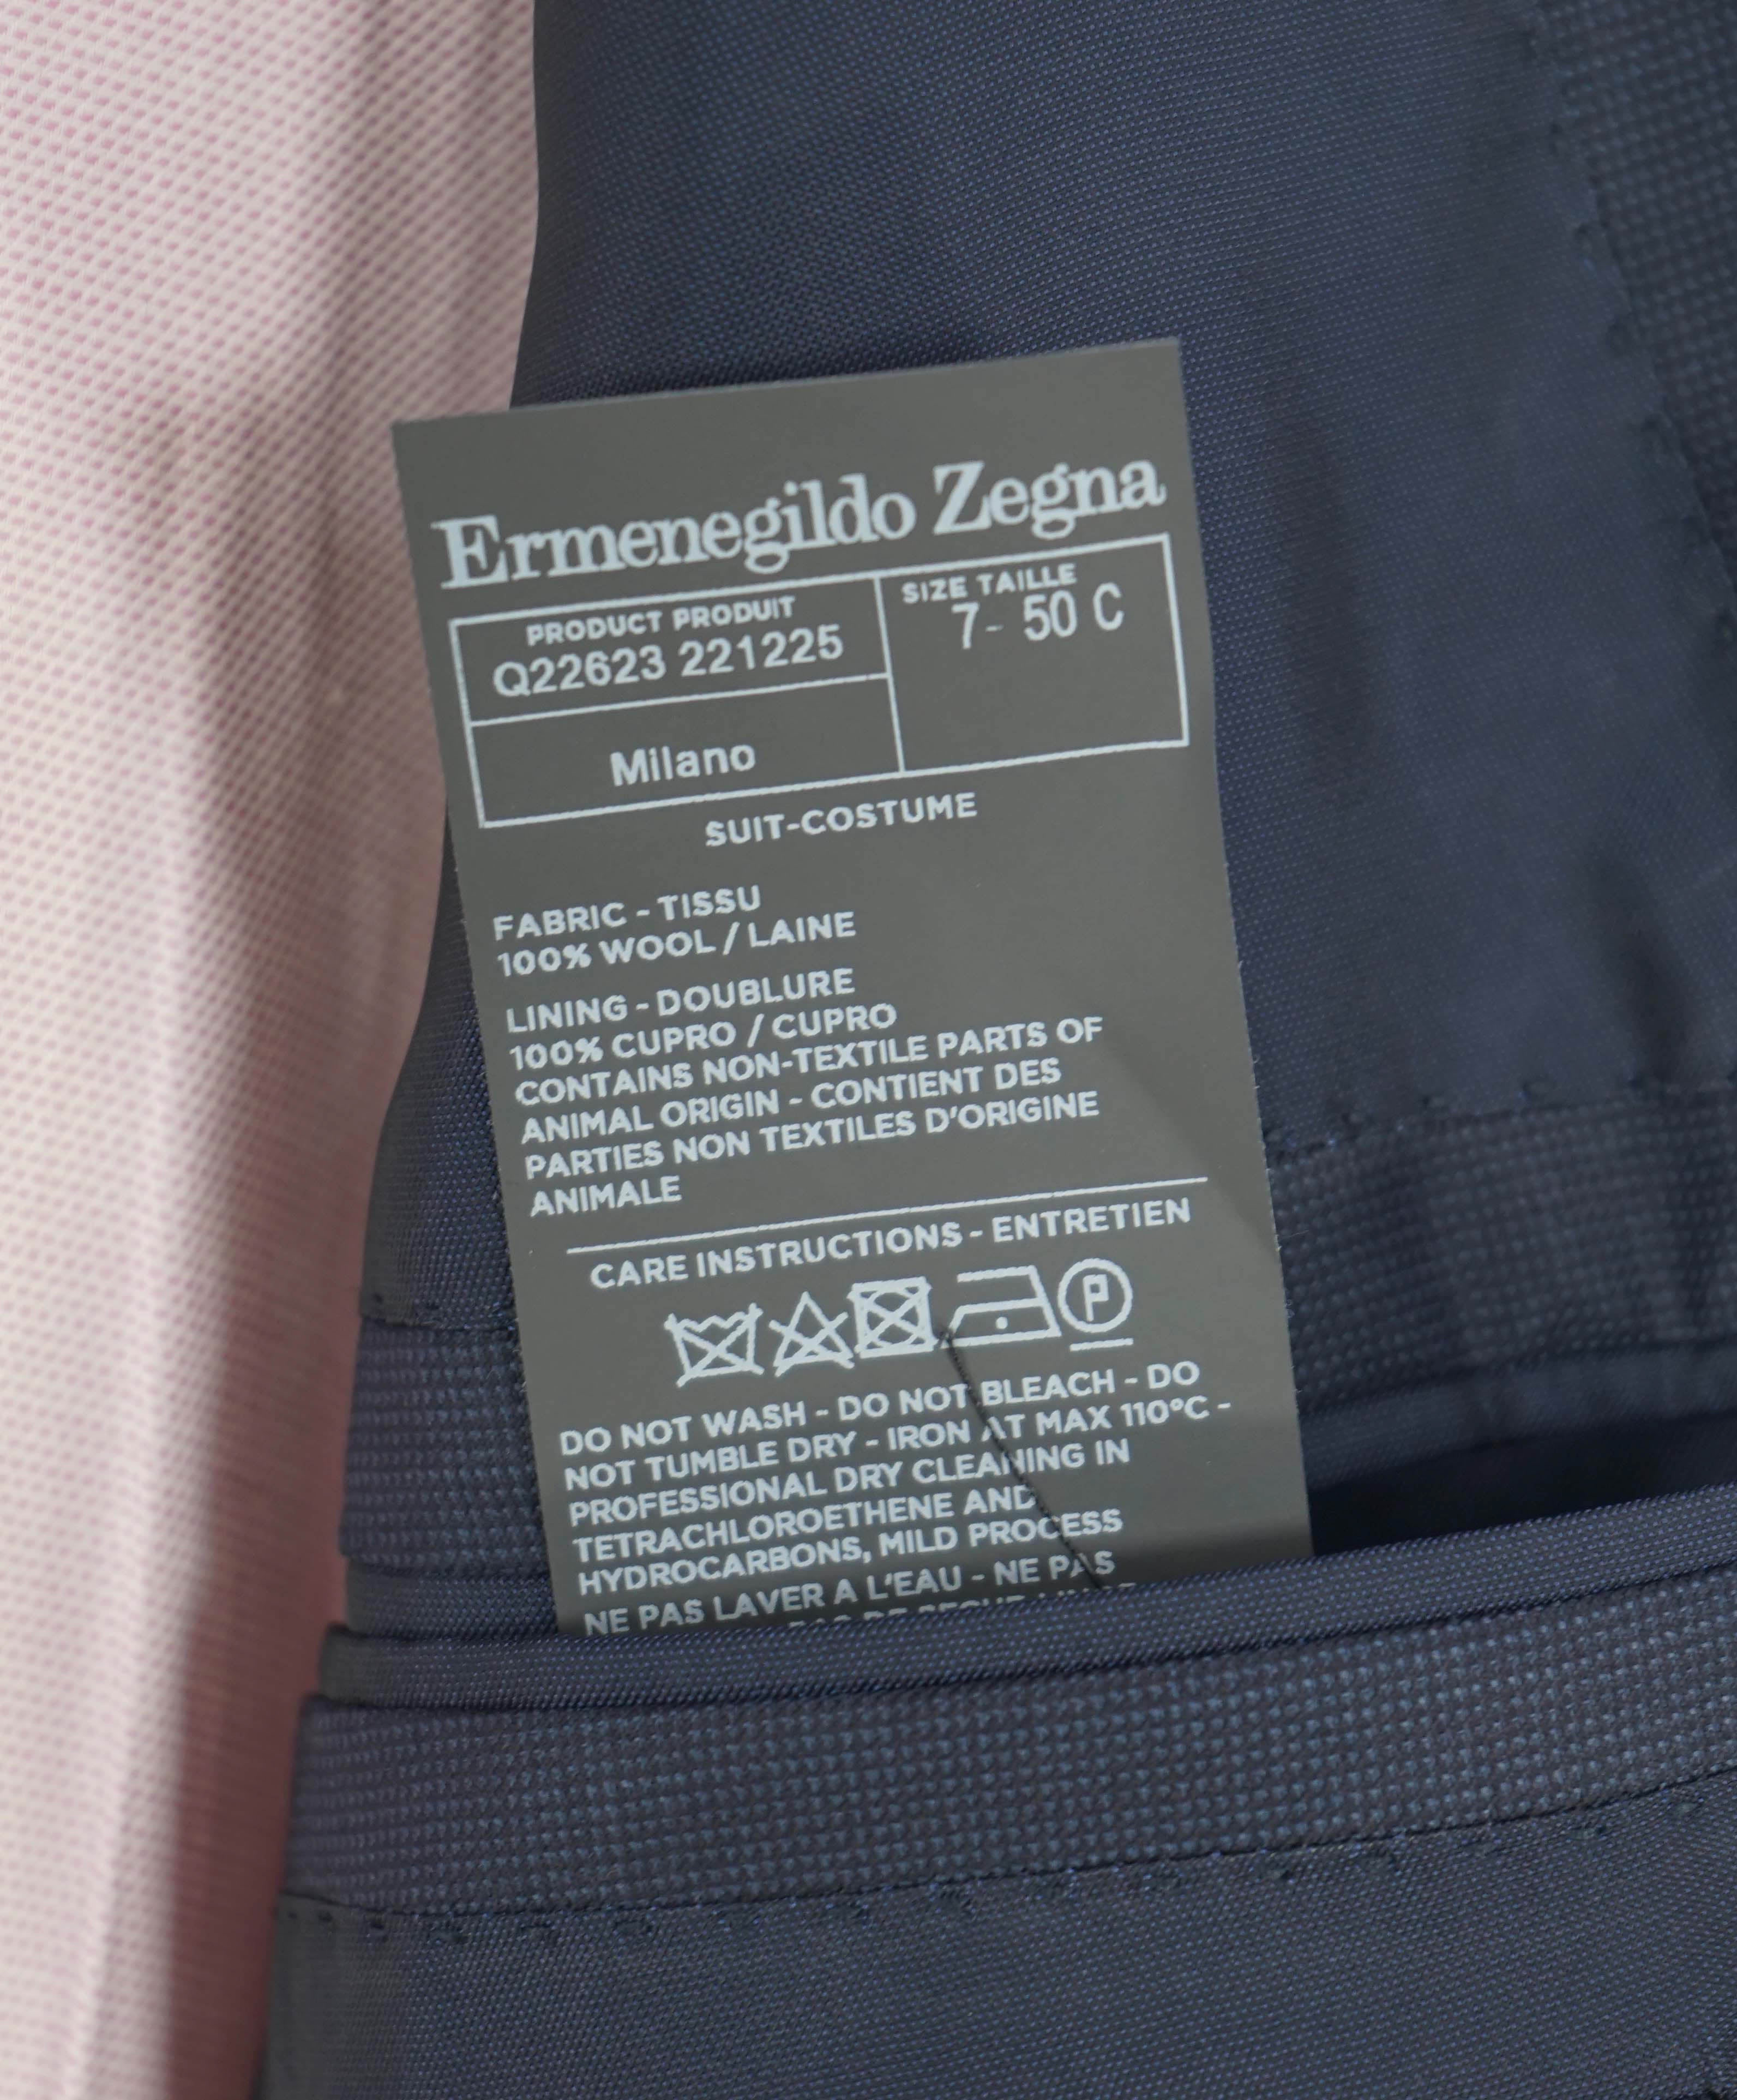 Ermenegildo Zegna
PRODUCT PRODUIT
Q22623 221225
SIZE TAILLE
7- 50 C
Milano
SUIT-COSTUME
FABRIC - TISSU
100% WOOL / LAINE
LINING - DOUBLURE
100% CUPRO / CUPRO
CONTAINS NON-TEXTILE PARTS OF
ANIMAL ORIGIN - CONTIENT DES
PARTIES NON TEXTILES D'ORIGINE
ANIMALE
CARE INSTRUCTIONS - ENTRETIEN
P
DO NOT WASH - DO NOT BLEACH - DO
NOT TUMBLE DRY - IRON AT MAX 110°C -
PROFESSIONAL DRY CLEANING IN
TETRACHLOROETHENE AND
HYDROCARBONS, MILD PROCESS
NE PAS LAVER A L'EAU - NE PAS